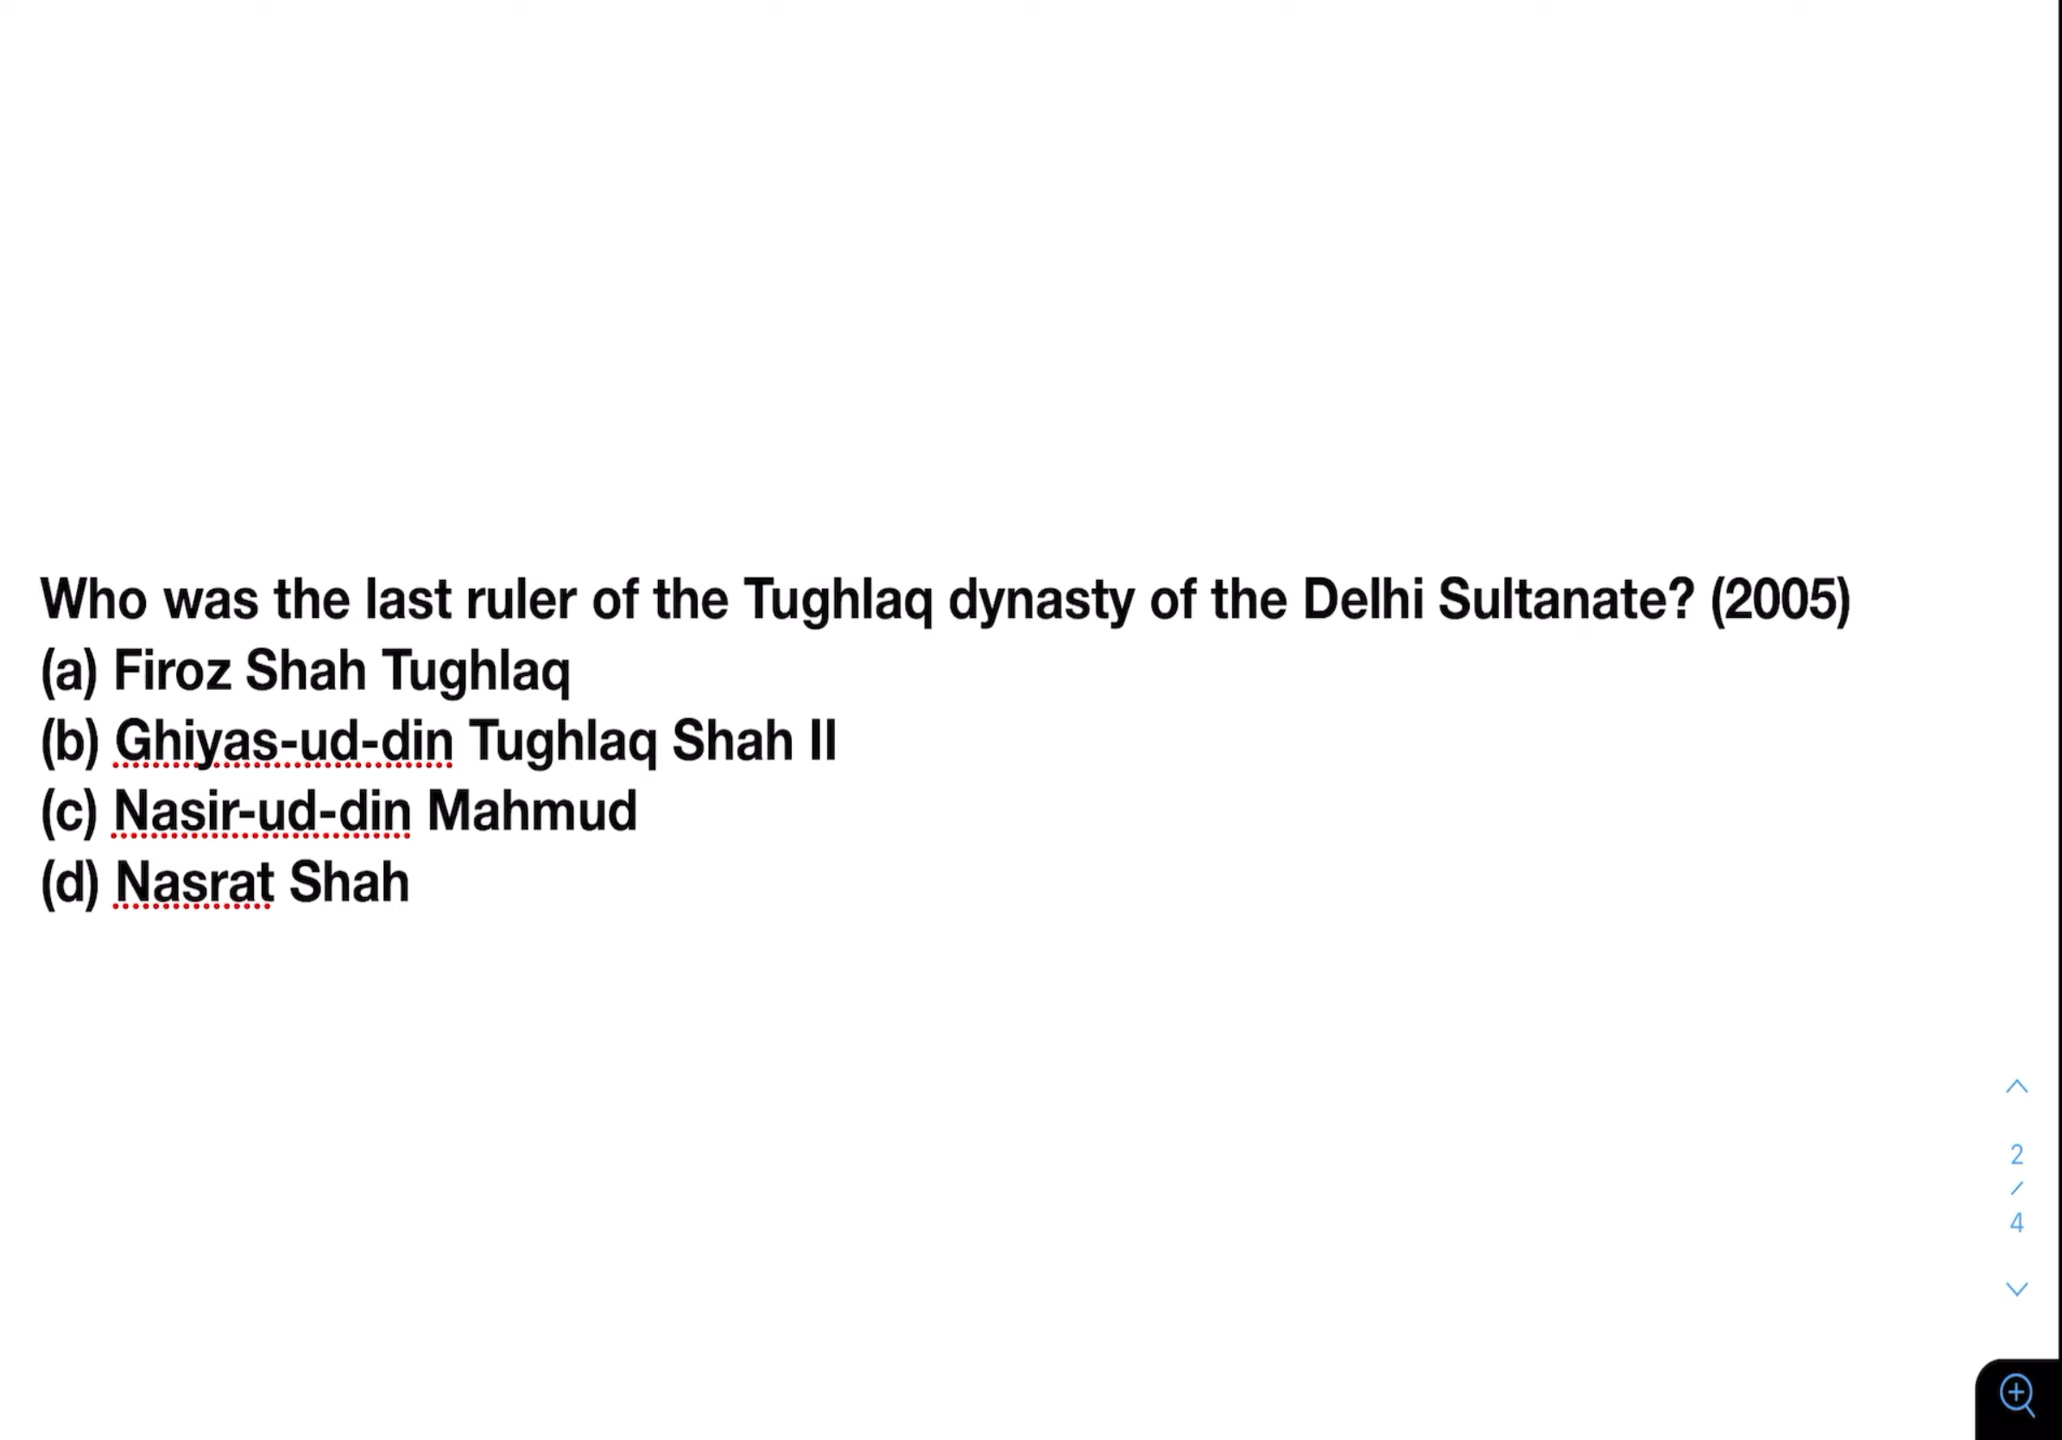 Who was the last ruler of the Tughlaq dynasty of the Delhi Sultanate? (2005)
(a) Firoz Shah Tughlaq
(b) Ghiyas-ud-din Tughlaq Shah II
(c) Nasir-ud-din Mahmud
(d) Nasrat Shah
2
/
4